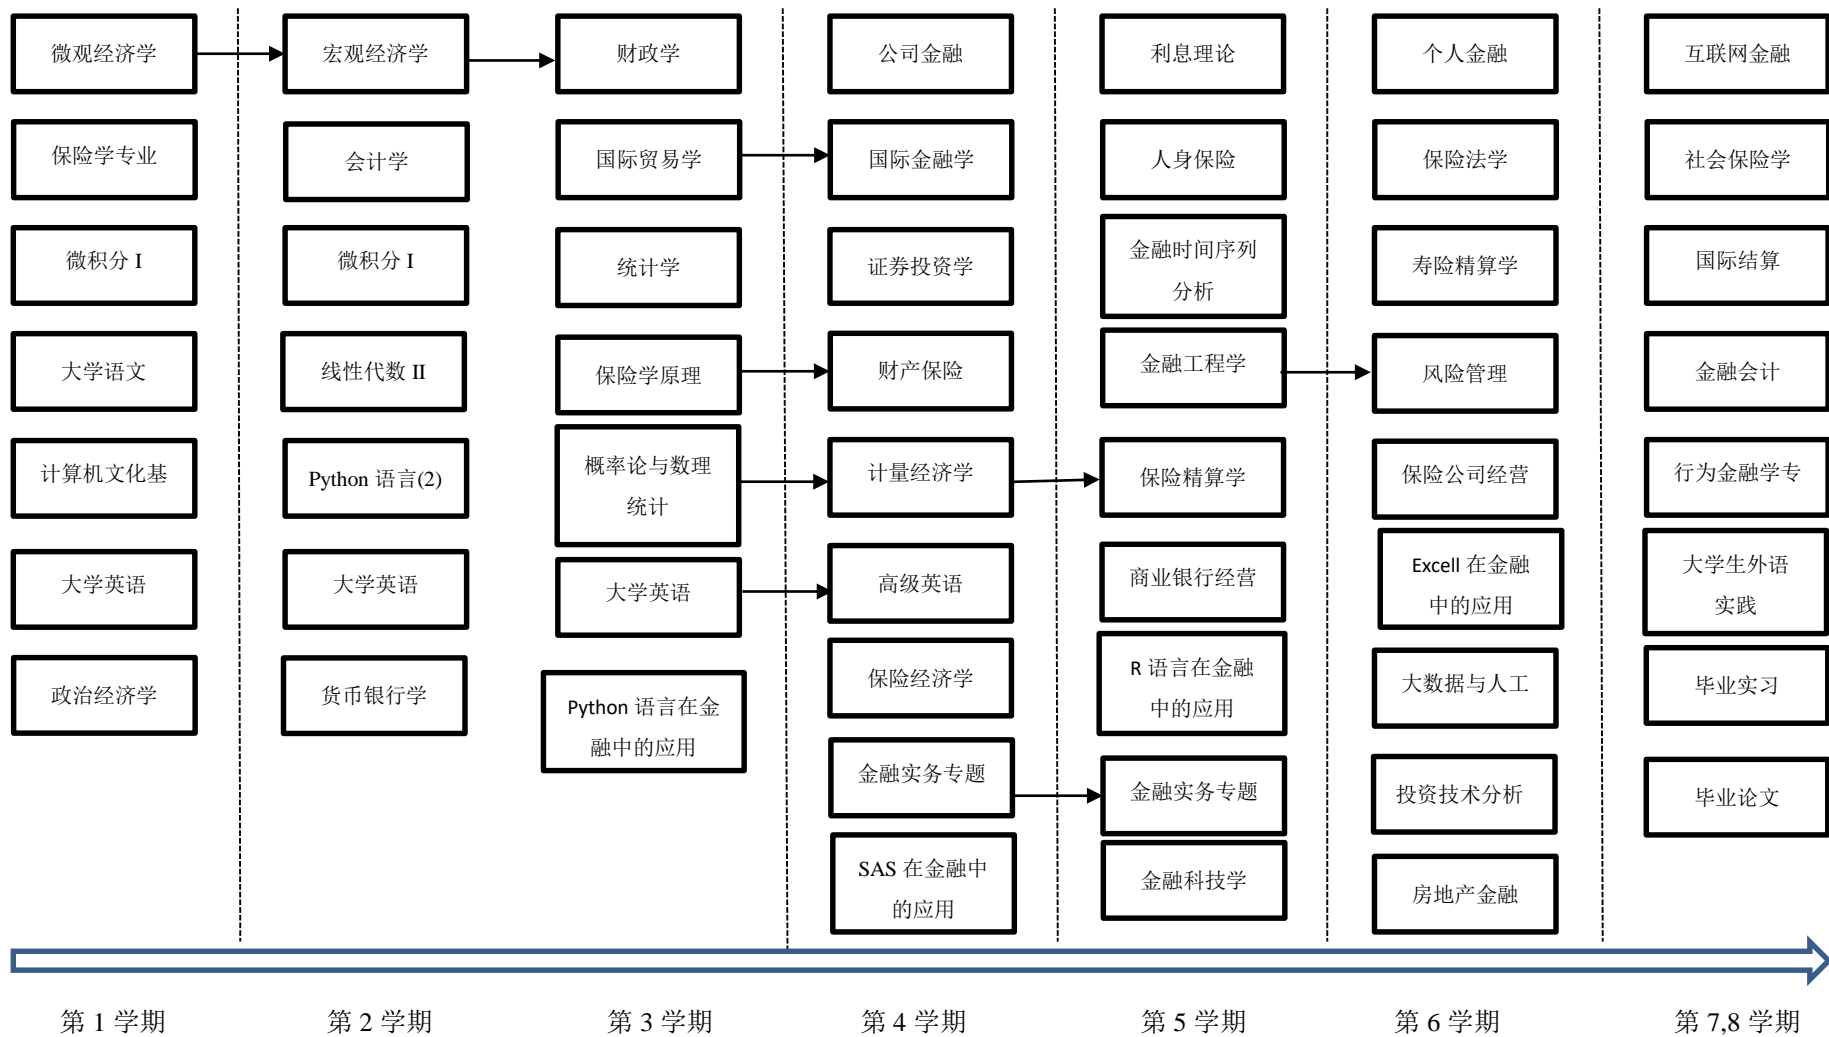 微观经济学
宏观经济学
财政学
公司金融
利息理论
个人金融
互联网金融
保险学专业
会计学
国际贸易学
国际金融学
人身保险
保险法学
社会保险学
微积分 I
微积分 I
统计学
证券投资学
金融时间序列
分析
寿险精算学
国际结算
大学语文
线性代数 II
保险学原理
财产保险
金融工程学
风险管理
金融会计
计算机文化基
Python 语言(2)
概率论与数理
统计
计量经济学
保险精算学
保险公司经营
行为金融学专
大学英语
大学英语
大学英语
高级英语
商业银行经营
Excell 在金融
中的应用
大学生外语
实践
政治经济学
货币银行学
Python 语言在金
融中的应用
保险经济学
R 语言在金融
中的应用
大数据与人工
毕业实习
金融实务专题
金融实务专题
投资技术分析
毕业论文
SAS 在金融中
的应用
金融科技学
房地产金融
第 1 学期
第 2 学期
第 3 学期
第 4 学期
第 5 学期
第 6 学期
第 7,8 学期